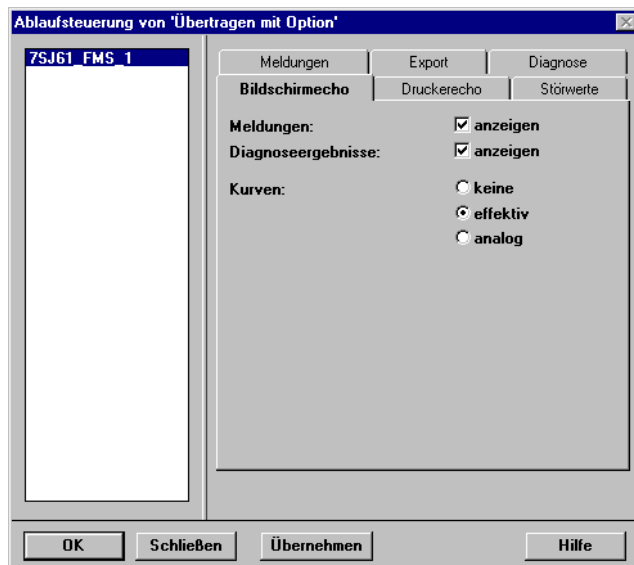 Ablaufsteuerung von 'Übertragen mit Option'
7SJ61_FMS_1
Meldungen Export Diagnose
Bildschirmecho Druckerecho Störwerte
Meldungen: anzeigen
Diagnoseergebnisse: anzeigen
Kurven: keine
effektiv
analog
OK Schließen Übernehmen Hilfe